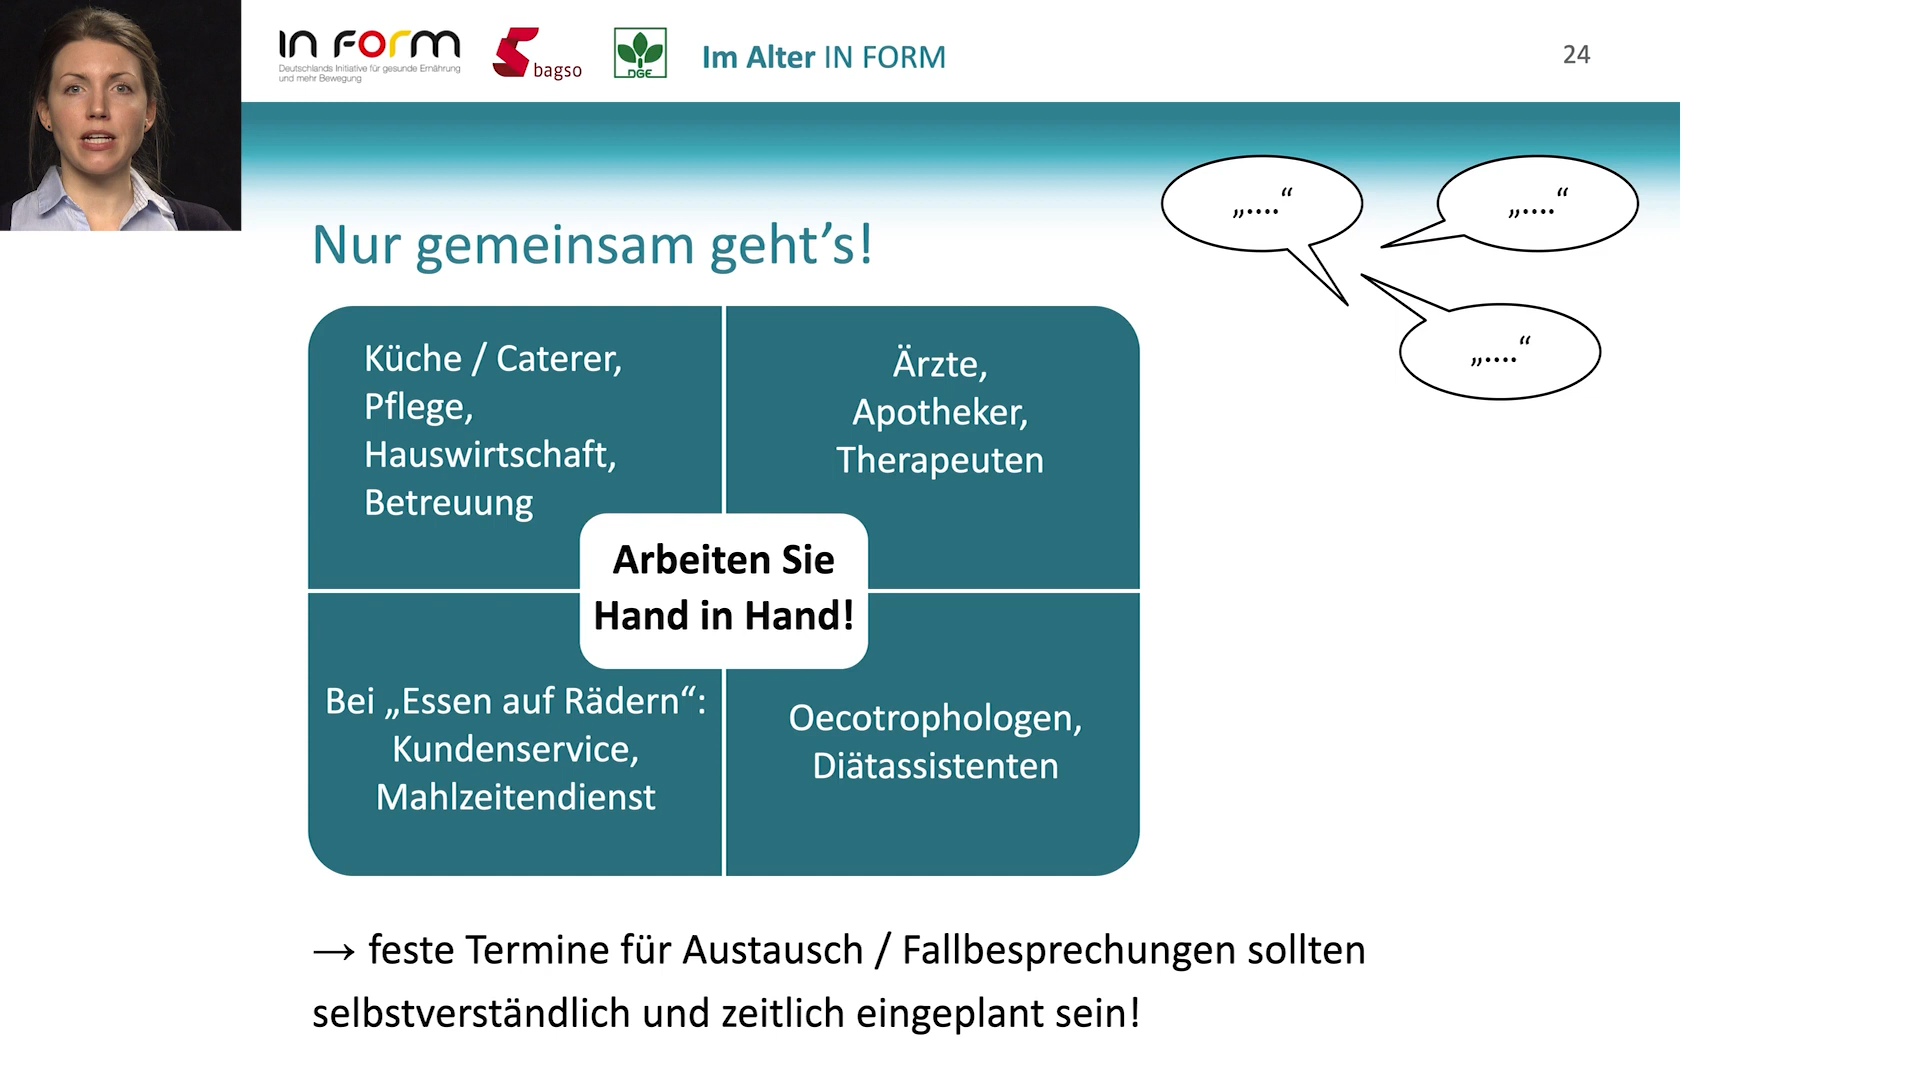 IN FORM
Deutschlands Initiative für gesunde Ernährung
und mehr Bewegung
bagso
DGE
Im Alter IN FORM
24
„....“
„....“
„....“
Nur gemeinsam geht’s!
Küche / Caterer,
Pflege,
Hauswirtschaft,
Betreuung
Ärzte,
Apotheker,
Therapeuten
Arbeiten Sie
Hand in Hand!
Bei „Essen auf Rädern“:
Kundenservice,
Mahlzeitendienst
Oecotrophologen,
Diätassistenten
→ feste Termine für Austausch / Fallbesprechungen sollten
selbstverständlich und zeitlich eingeplant sein!